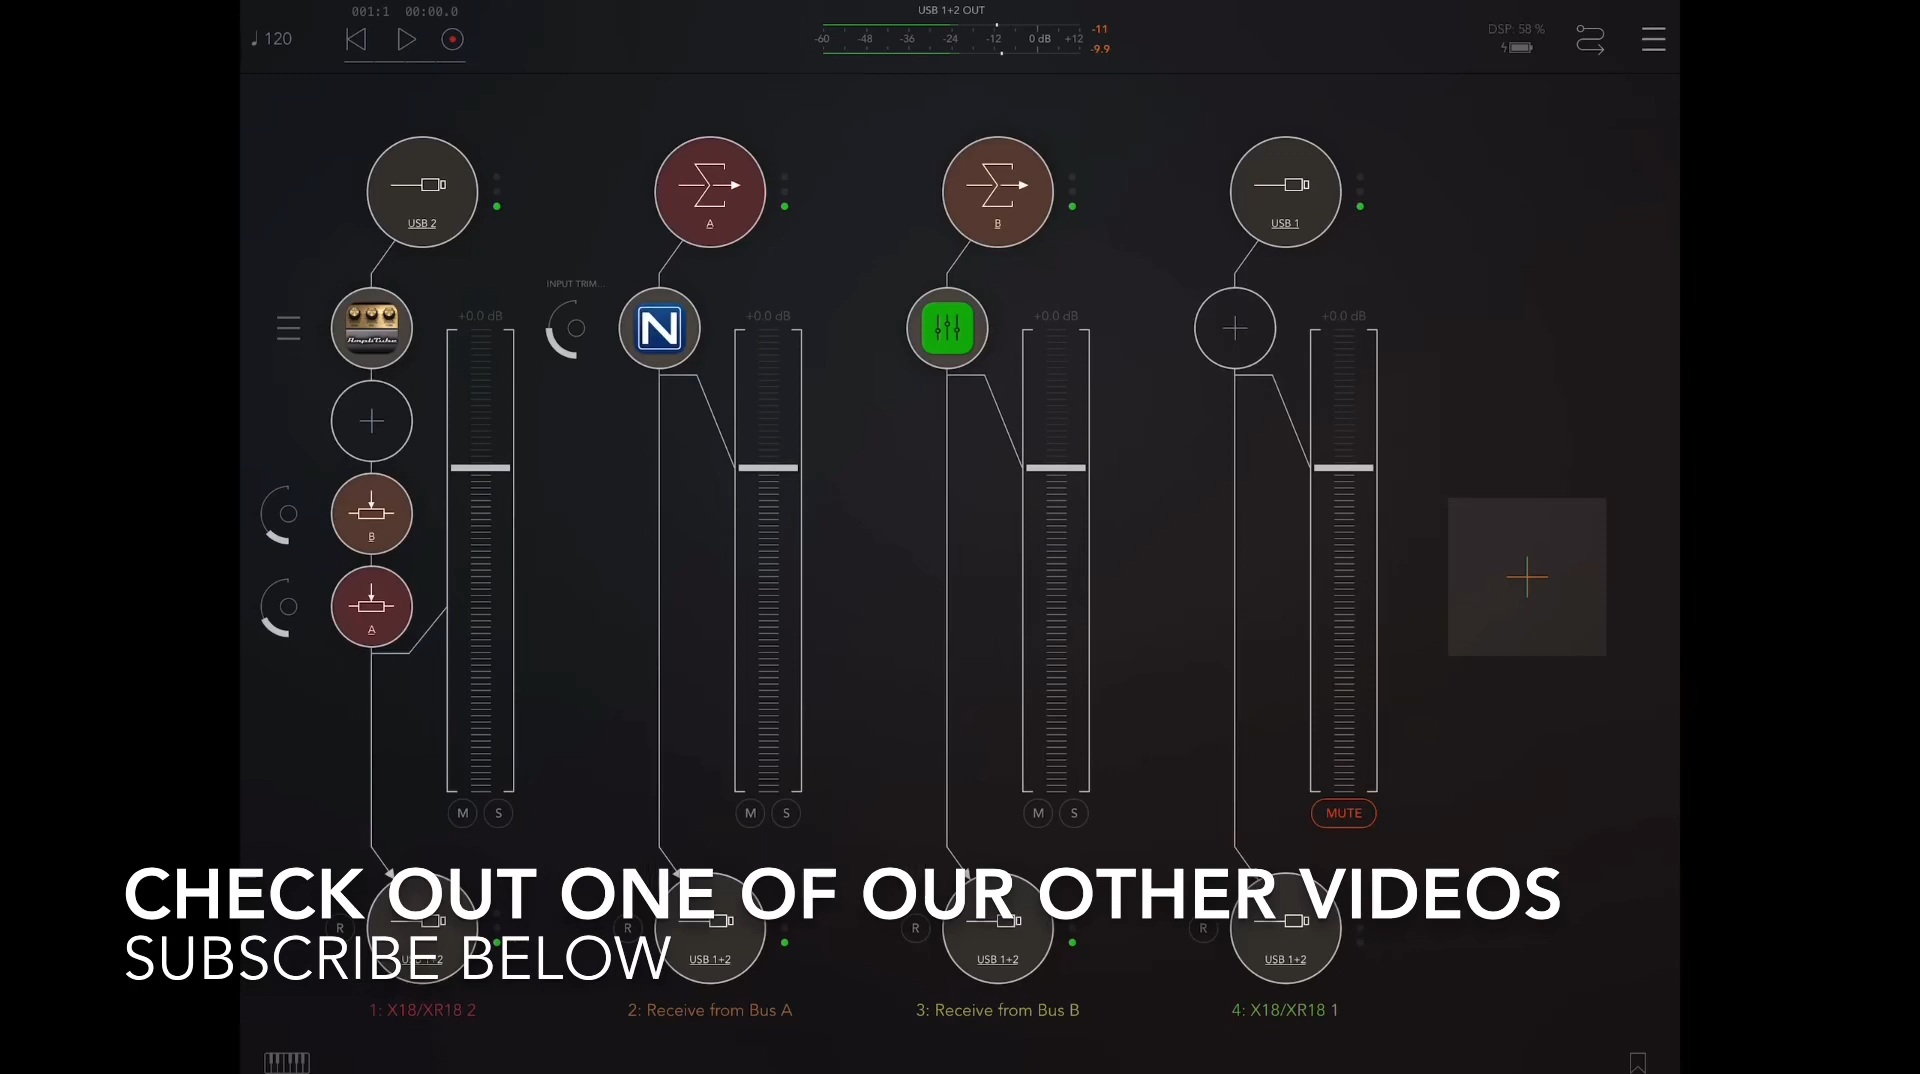 001:1 00:00.0
USB 1+2 OUT
120
-60 -48 -36 -24 -12 0 dB +12
-11
-9.9
DSP: 58 %
USB 2
A
B
USB 1
INPUT TRIM...
AmpliTube
N
+0.0 dB
+0.0 dB
+0.0 dB
+0.0 dB
B
A
M S
M S
M S
MUTE
CHECK OUT ONE OF OUR OTHER VIDEOS
SUBSCRIBE BELOW
R
R
R
R
USB 1+2
USB 1+2
USB 1+2
USB 1+2
1: X18/XR18 2
2: Receive from Bus A
3: Receive from Bus B
4: X18/XR18 1